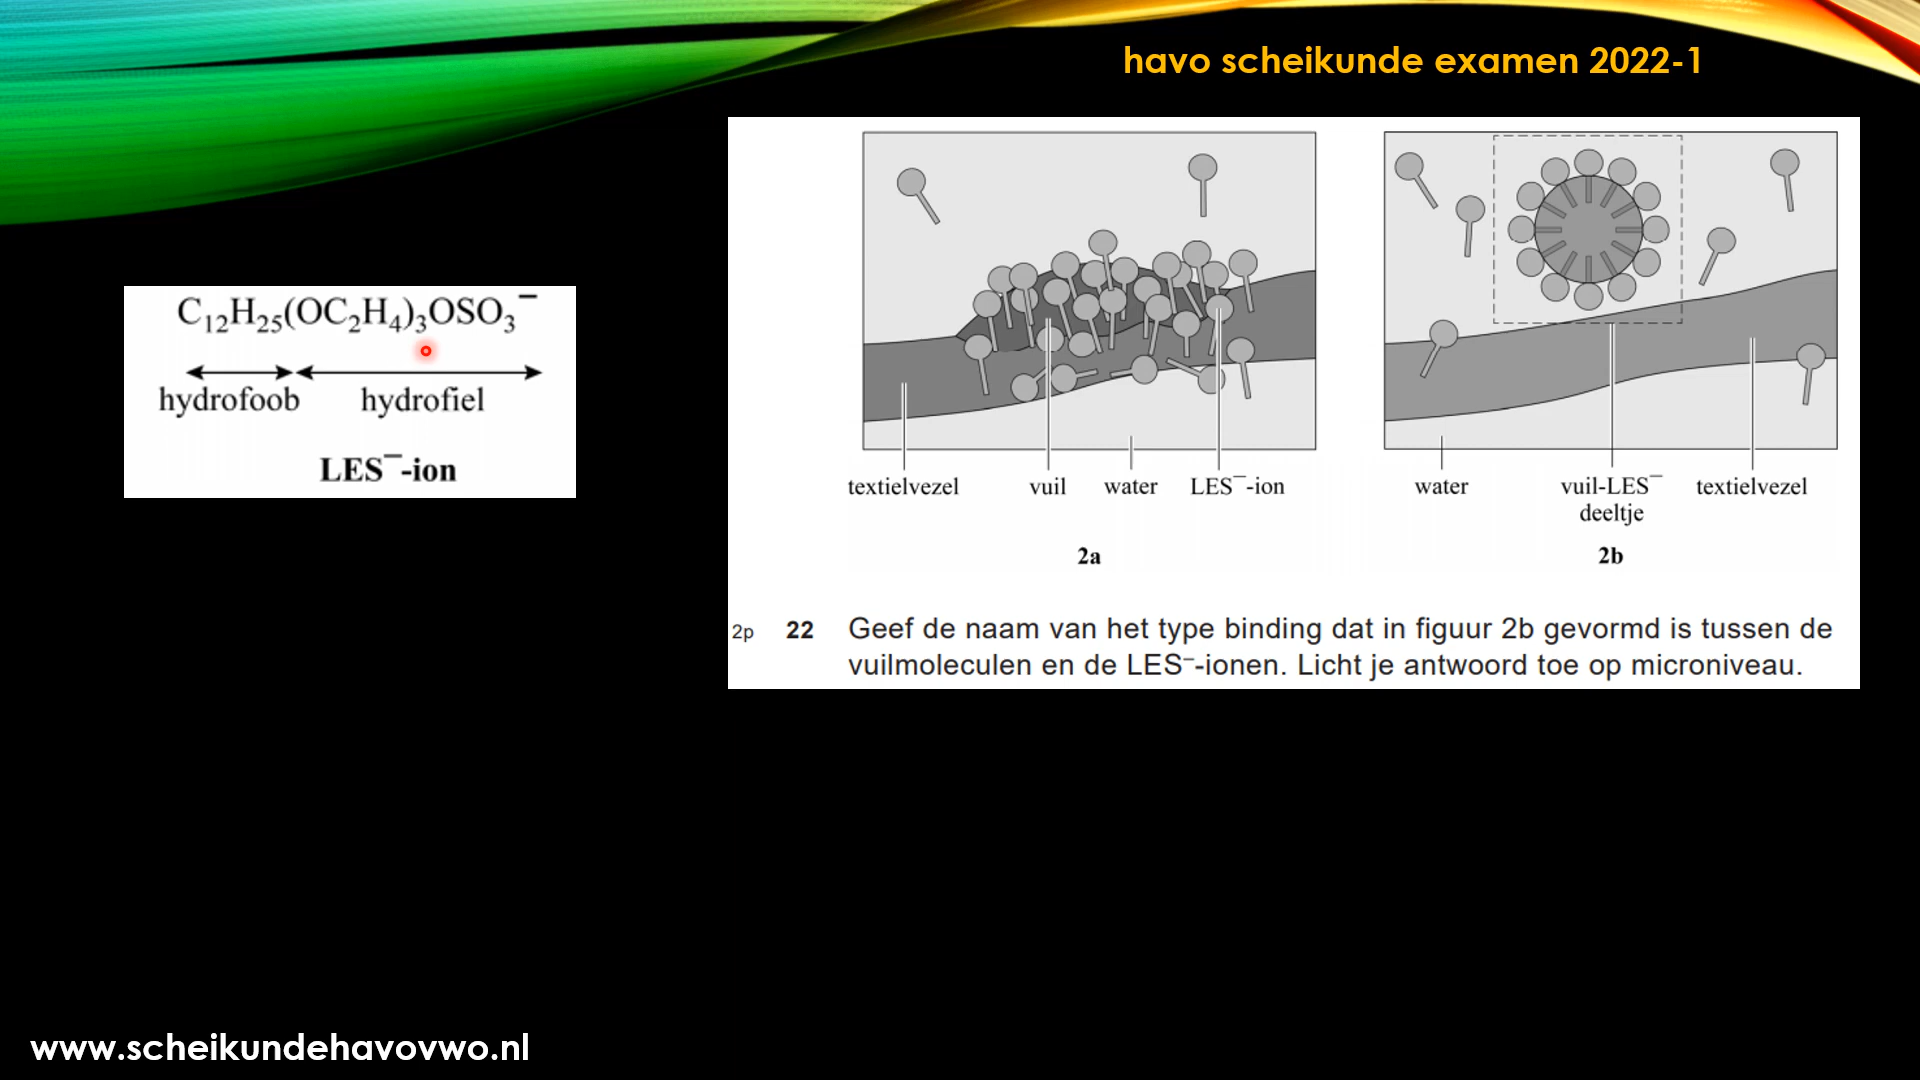 havo scheikunde examen 2022-1
C₁₂H₂₅(OC₂H₄)₃OSO₃⁻
hydrofoob hydrofiel
LES⁻-ion
textielvezel vuil water LES⁻-ion
2a
water vuil-LES⁻ deeltje textielvezel
2b
2p 22 Geef de naam van het type binding dat in figuur 2b gevormd is tussen de
vuilmoleculen en de LES⁻-ionen. Licht je antwoord toe op microniveau.
www.scheikundehavovwo.nl